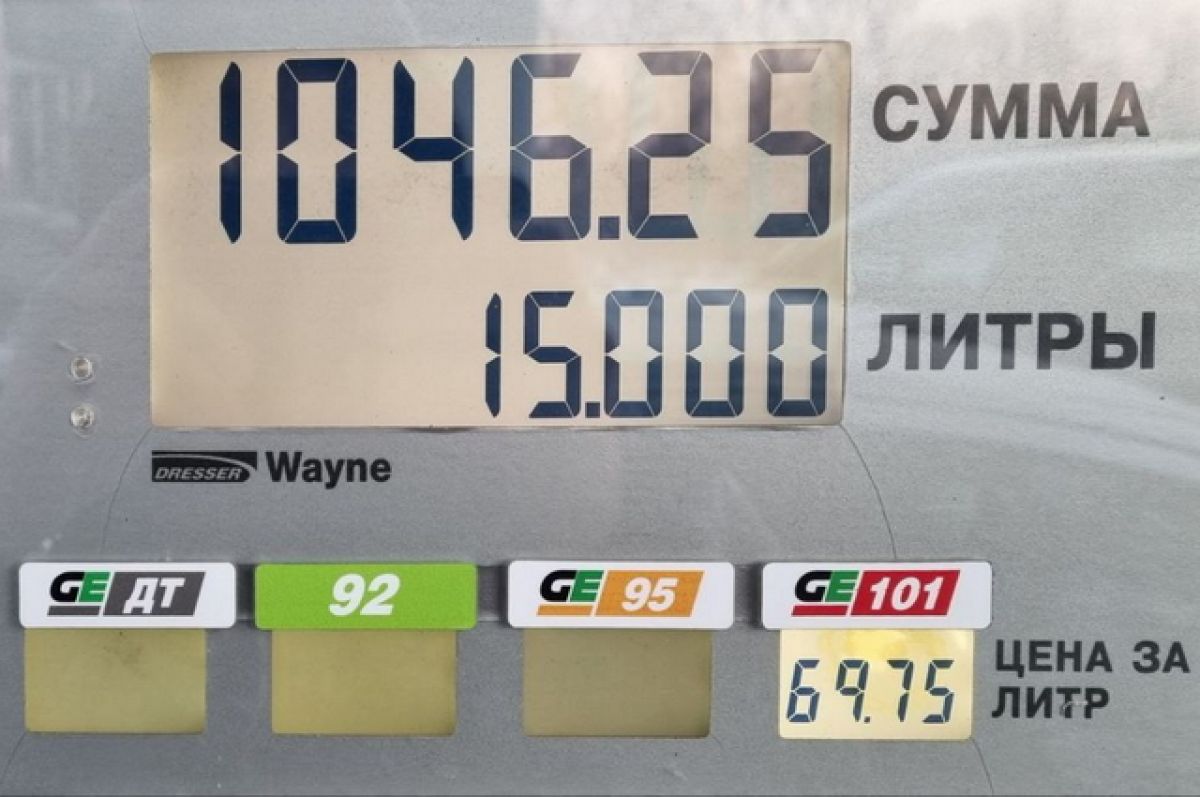 1046.25 СУММА
15.000 ЛИТРЫ
DRESSER Wayne
GE ДТ 92 GE 95 GE 101
69.75 ЦЕНА ЗА
ЛИТР